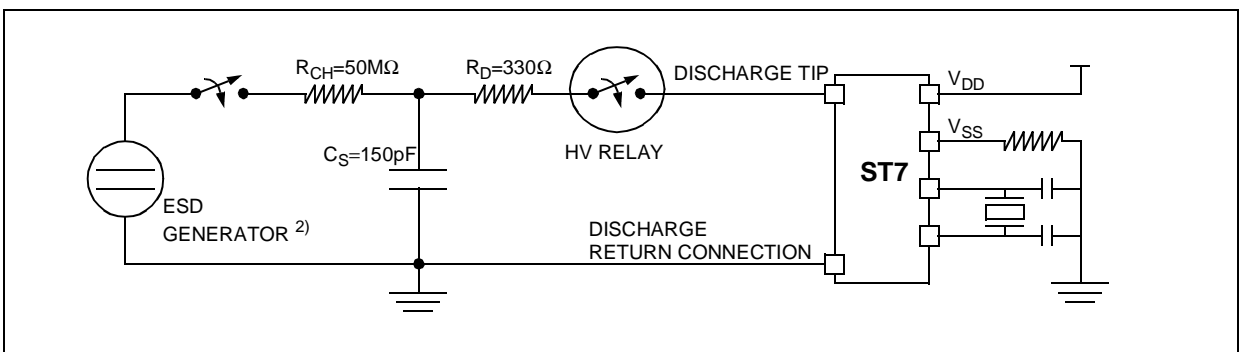 R_CH=50MΩ
R_D=330Ω
DISCHARGE TIP
V_DD
V_SS
C_S=150pF
HV RELAY
ST7
ESD
GENERATOR 2)
DISCHARGE
RETURN CONNECTION